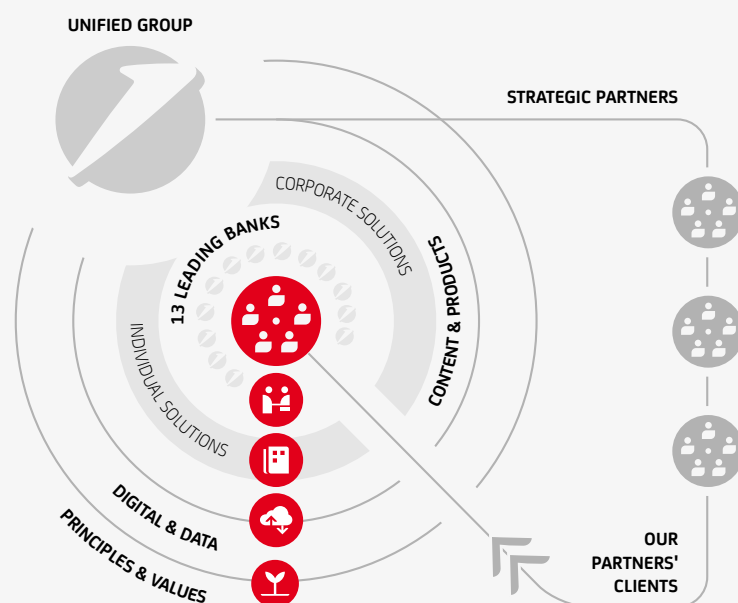 UNIFIED GROUP
STRATEGIC PARTNERS
CORPORATE SOLUTIONS
13 LEADING BANKS
CONTENT & PRODUCTS
INDIVIDUAL SOLUTIONS
DIGITAL & DATA
PRINCIPLES & VALUES
OUR
PARTNERS'
CLIENTS